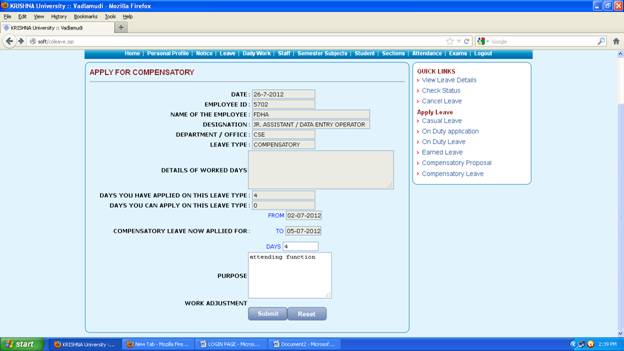 KRISHNA University :: Vadlamudi - Mozilla Firefox
File Edit View History Bookmarks Tools Help
KRISHNA University :: Vadlamudi +
soft/coleave.jsp
Google
Home | Personal Profile | Notice | Leave | Daily Work | Staff | Semester Subjects | Student | Sections | Attendance | Exams | Logout
APPLY FOR COMPENSATORY
DATE : 26-7-2012
EMPLOYEE ID : 5702
NAME OF THE EMPLOYEE : FDHA
DESIGNATION : JR. ASSISTANT / DATA ENTRY OPERATOR
DEPARTMENT / OFFICE : CSE
LEAVE TYPE : COMPENSATORY
DETAILS OF WORKED DAYS
DAYS YOU HAVE APPLIED ON THIS LEAVE TYPE : 4
DAYS YOU CAN APPLY ON THIS LEAVE TYPE : 0
FROM 02-07-2012
COMPENSATORY LEAVE NOW APLLIED FOR : TO 05-07-2012
DAYS 4
PURPOSE attending function
WORK ADJUSTMENT
Submit Reset
QUICK LINKS
View Leave Details
Check Status
Cancel Leave
Apply Leave
Casual Leave
On Duty application
On Duty Leave
Earned Leave
Compensatory Proposal
Compensatory Leave
start KRISHNA University :... New Tab - Mozilla Fire... LOGIN PAGE - Micros... Document2 - Microsof... 2:39 PM